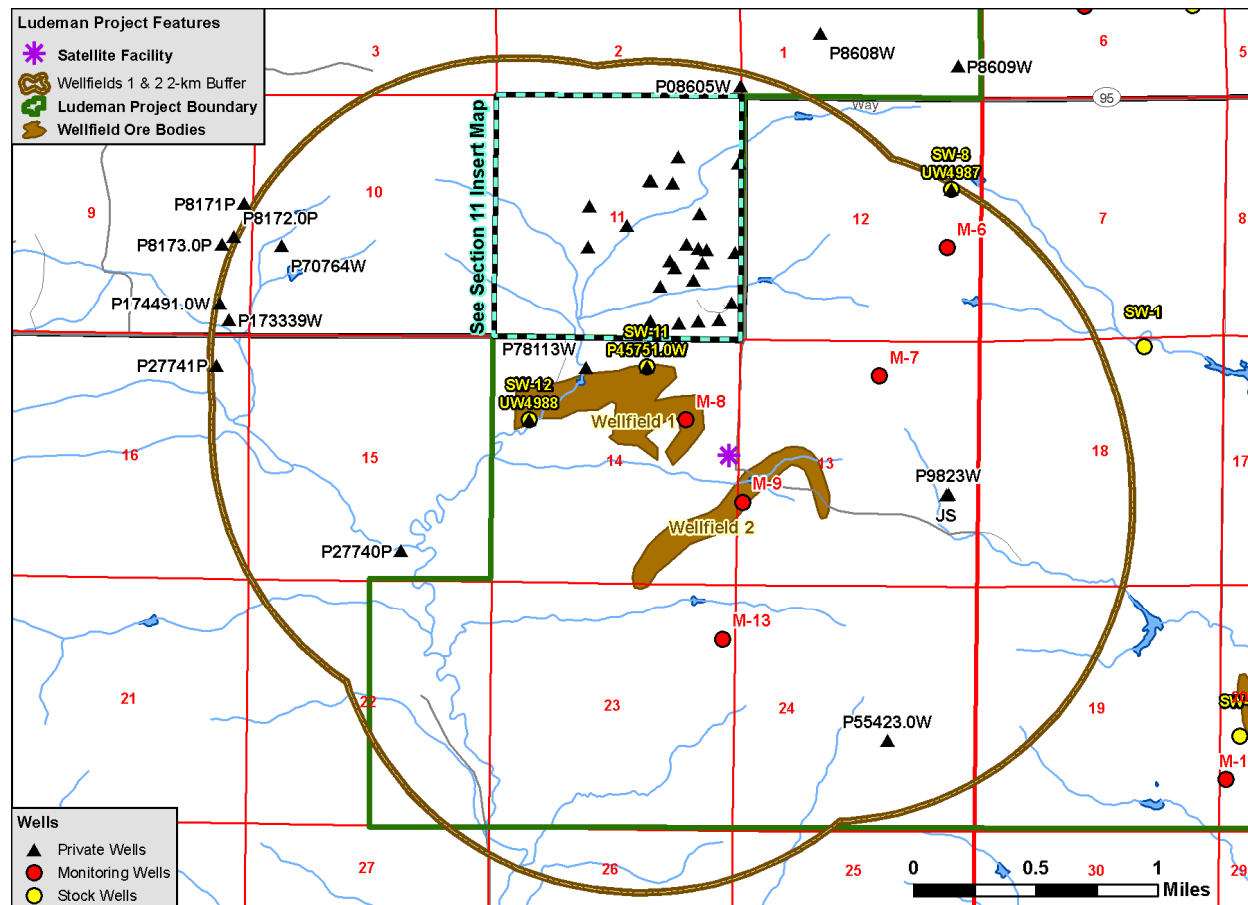 Ludeman Project Features
Satellite Facility
Wellfields 1 & 2 2-km Buffer
Ludeman Project Boundary
Wellfield Ore Bodies
3
2
1
6
5
P8608W
P8609W
P08605W
95
Way
See Section 11 Insert Map
SW-8
UW4987
9
10
11
12
7
8
P8171P
P8172.0P
P8173.0P
P70764W
M-6
P174491.0W
P173339W
SW-1
SW-11
P45751.0W
P78113W
P27741P
M-7
SW-12
UW4988
M-8
Wellfield 1
16
15
14
13
18
17
P9823W
JS
M-9
Wellfield 2
P27740P
M-13
21
22
23
24
19
20
SW-
P55423.0W
M-1
27
26
25
30
29
Wells
Private Wells
Monitoring Wells
Stock Wells
0
0.5
1
Miles